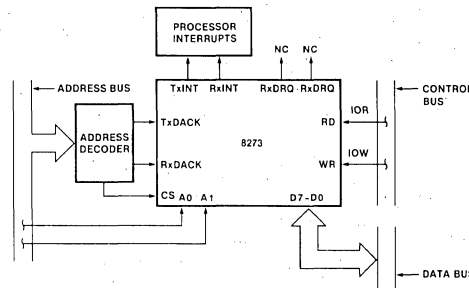 PROCESSOR
INTERRUPTS
NC NC
TxINT RxINT RxDRQ RxDRQ
ADDRESS BUS
CONTROL
BUS
ADDRESS
DECODER
TxDACK
RxDACK
8273
RD
WR
IOR
IOW
CS A0 A1
D7-D0
DATA BUS